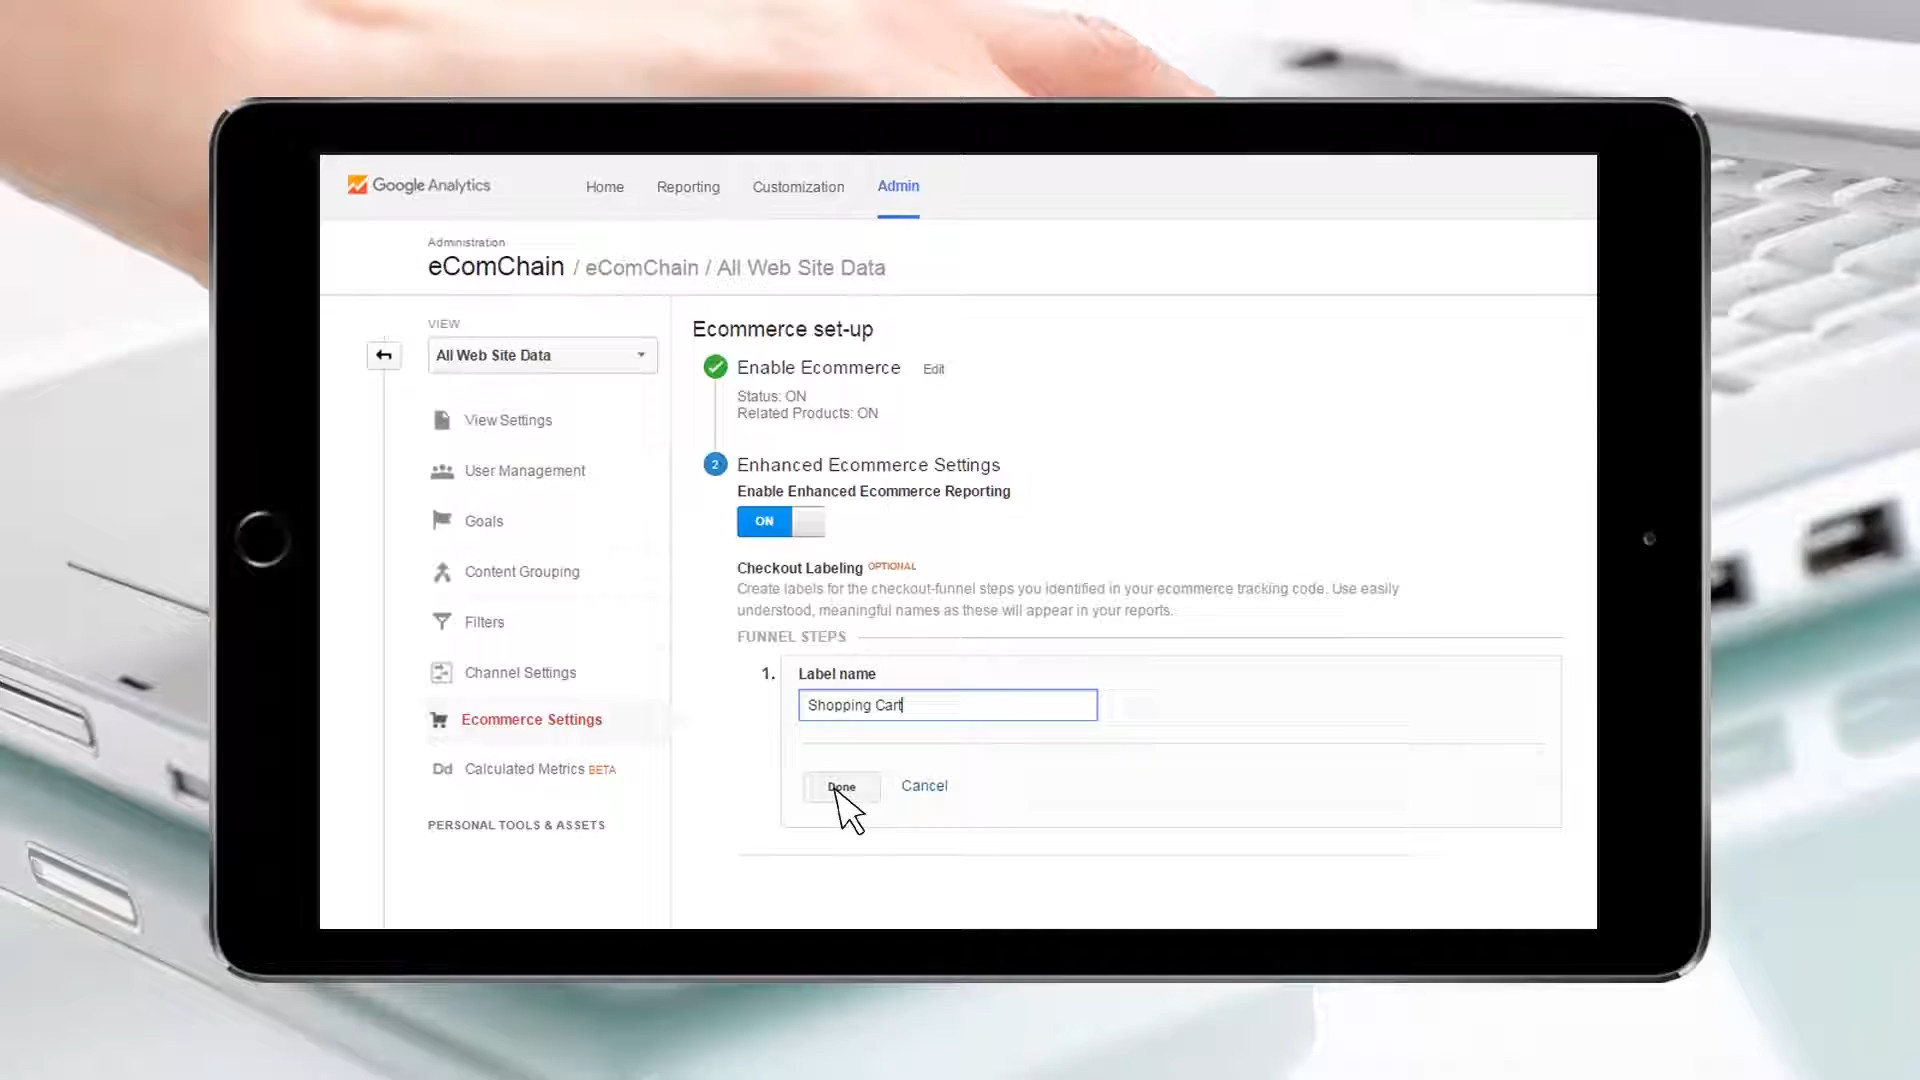 Google Analytics
Home
Reporting
Customization
Admin
Administration
eComChain / eComChain / All Web Site Data
VIEW
All Web Site Data
View Settings
User Management
Goals
Content Grouping
Filters
Channel Settings
Ecommerce Settings
Dd Calculated Metrics BETA
PERSONAL TOOLS & ASSETS
Ecommerce set-up
Enable Ecommerce Edit
Status: ON
Related Products: ON
2 Enhanced Ecommerce Settings
Enable Enhanced Ecommerce Reporting
ON
Checkout Labeling OPTIONAL
Create labels for the checkout-funnel steps you identified in your ecommerce tracking code. Use easily
understood, meaningful names as these will appear in your reports.
FUNNEL STEPS
1. Label name
Shopping Cart
Done Cancel